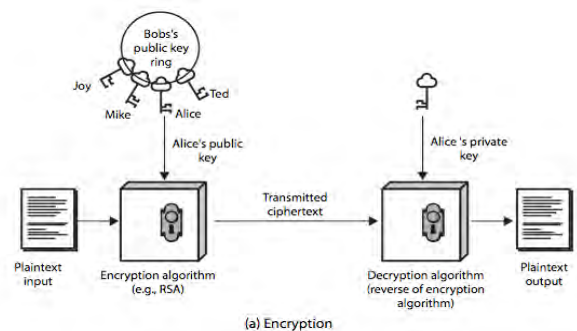 Bobs's
public key
ring
Joy
Mike
Alice
Ted
Alice's public
key
Alice 's private
key
Transmitted
ciphertext
Plaintext
input
Encryption algorithm
(e.g., RSA)
Decryption algorithm
(reverse of encryption
algorithm)
Plaintext
output
(a) Encryption